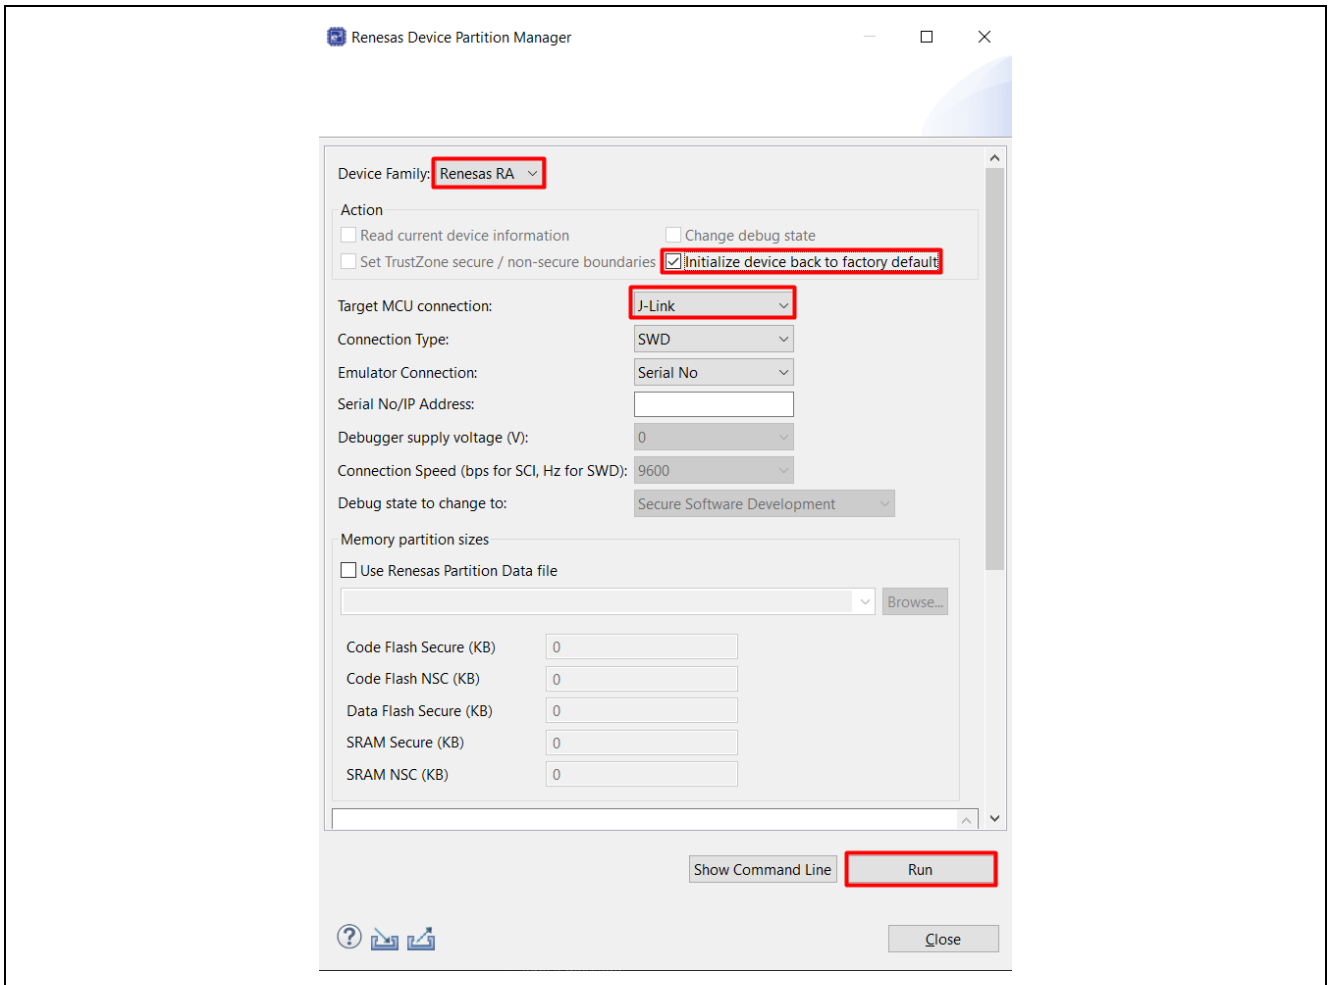 Renesas Device Partition Manager
Device Family: Renesas RA
Action
Read current device information
Change debug state
Set TrustZone secure / non-secure boundaries
Initialize device back to factory default
Target MCU connection: J-Link
Connection Type: SWD
Emulator Connection: Serial No
Serial No/IP Address:
Debugger supply voltage (V): 0
Connection Speed (bps for SCI, Hz for SWD): 9600
Debug state to change to: Secure Software Development
Memory partition sizes
Use Renesas Partition Data file
Browse...
Code Flash Secure (KB) 0
Code Flash NSC (KB) 0
Data Flash Secure (KB) 0
SRAM Secure (KB) 0
SRAM NSC (KB) 0
Show Command Line Run
?
Close